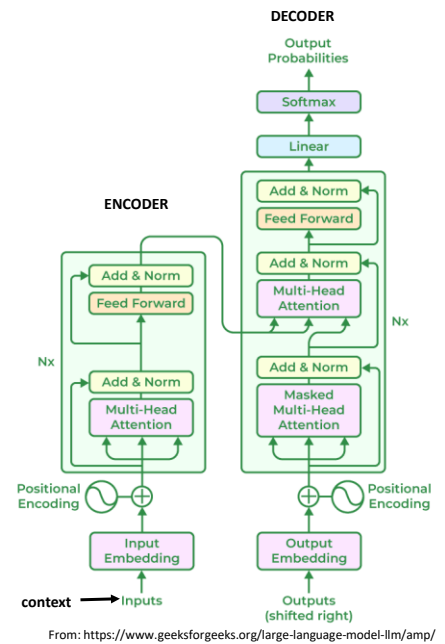 DECODER
Output
Probabilities
Softmax
Linear
Add & Norm
Feed Forward
Add & Norm
Multi-Head
Attention
Nx
Add & Norm
Masked
Multi-Head
Attention
Positional
Encoding
Output
Embedding
Outputs
(shifted right)
ENCODER
Add & Norm
Feed Forward
Nx
Add & Norm
Multi-Head
Attention
Positional
Encoding
Input
Embedding
context
Inputs
From: https://www.geeksforgeeks.org/large-language-model-llm/amp/